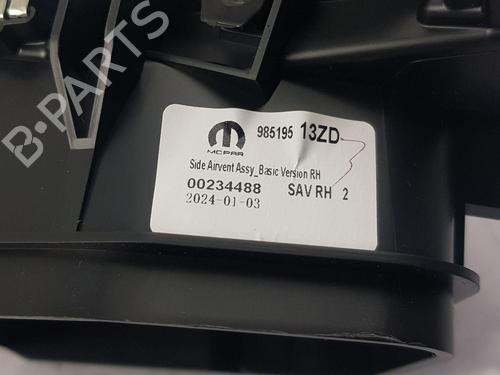 985195 13ZD
MOPAR
Side Airvent Assy_Basic Version RH
00234488 SAV RH 2
2024-01-03
B-PARTS